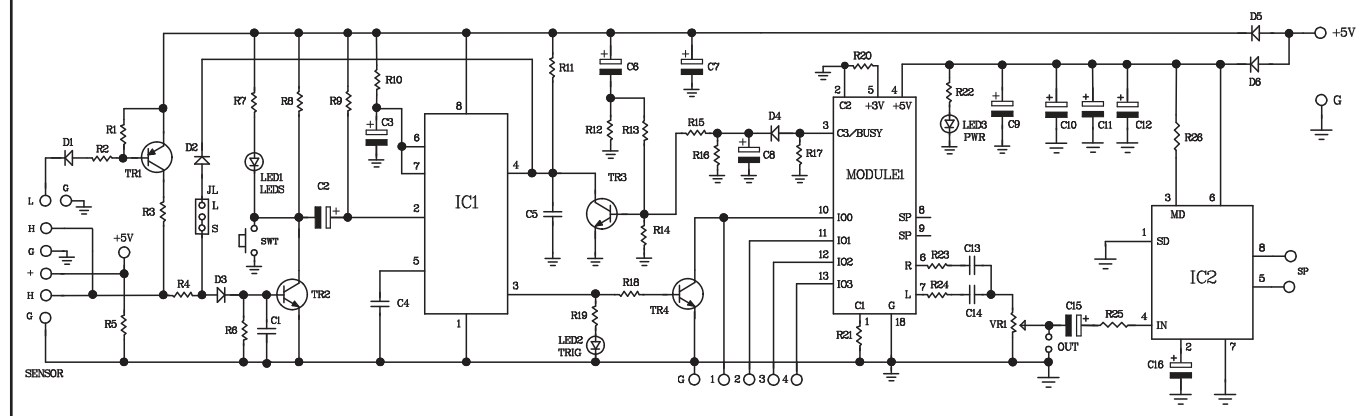 D5
+5V
D6
R20
2
5
4
C2
+3V
+5V
R10
R11
C6
C7
R22
C9
C10
C11
C12
G
R7
R8
R9
8
R1
C3
6
7
R12
R13
R15
D4
3
C3/BUSY
LED3
PWR
R26
D1
R2
D2
TR1
LED1
LEDS
4
TR3
R16
C8
R17
MODULE1
L
G
JL
L
S
C2
IC1
2
C5
R14
10
IO0
SP
8
11
IO1
SP
9
3
6
MD
1
SD
IC2
8
5
SP
R3
H
G
+5V
SWT
+
5
12
IO2
R
6
R23
C13
13
IO3
L
7
R24
C14
H
R4
D3
TR2
C4
3
R18
TR4
G
R5
R6
C1
1
R19
LED2
TRIG
C1
1
G
18
R21
VR1
C15
R25
4
IN
OUT
2
7
C16
SENSOR
G
1
2
3
4